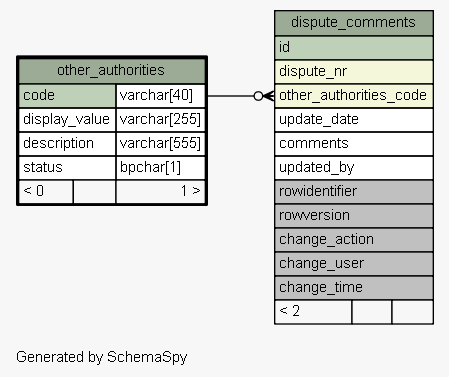 other_authorities
code varchar[40]
display_value varchar[255]
description varchar[555]
status bpchar[1]
< 0 1 >
dispute_comments
id
dispute_nr
other_authorities_code
update_date
comments
updated_by
rowidentifier
rowversion
change_action
change_user
change_time
< 2
Generated by SchemaSpy